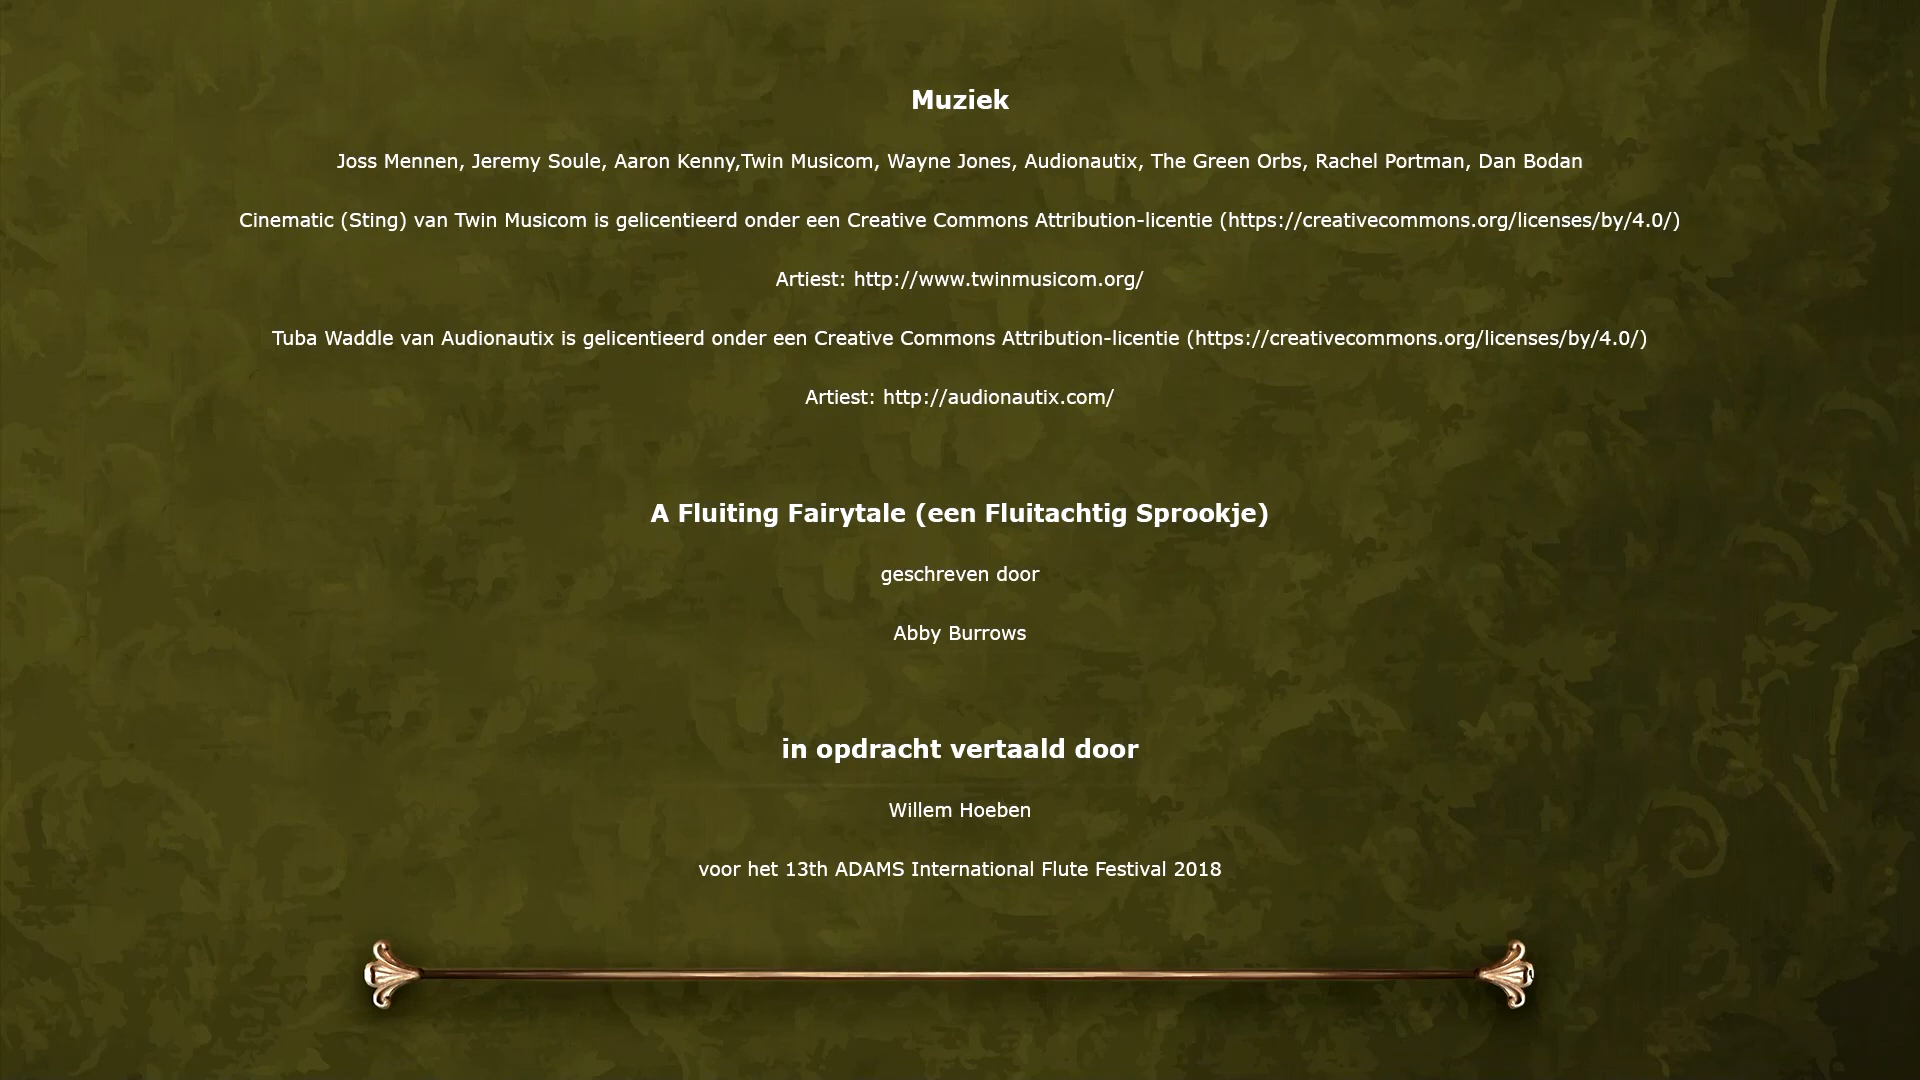 Muziek
Joss Mennen, Jeremy Soule, Aaron Kenny,Twin Musicom, Wayne Jones, Audionautix, The Green Orbs, Rachel Portman, Dan Bodan
Cinematic (Sting) van Twin Musicom is gelicentieerd onder een Creative Commons Attribution-licentie (https://creativecommons.org/licenses/by/4.0/)
Artiest: http://www.twinmusicom.org/
Tuba Waddle van Audionautix is gelicentieerd onder een Creative Commons Attribution-licentie (https://creativecommons.org/licenses/by/4.0/)
Artiest: http://audionautix.com/
A Fluiting Fairytale (een Fluitachtig Sprookje)
geschreven door
Abby Burrows
in opdracht vertaald door
Willem Hoeben
voor het 13th ADAMS International Flute Festival 2018